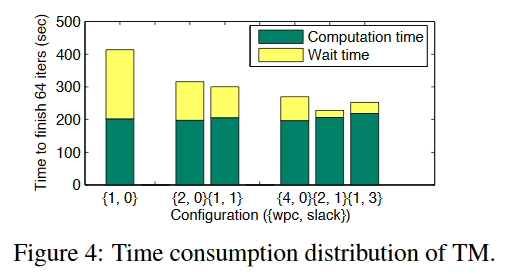 500
400
300
200
100
0
Time to finish 64 iters (sec)
Computation time
Wait time
{1, 0} {2, 0}{1, 1} {4, 0}{2, 1}{1, 3}
Configuration ({wpc, slack})
Figure 4: Time consumption distribution of TM.